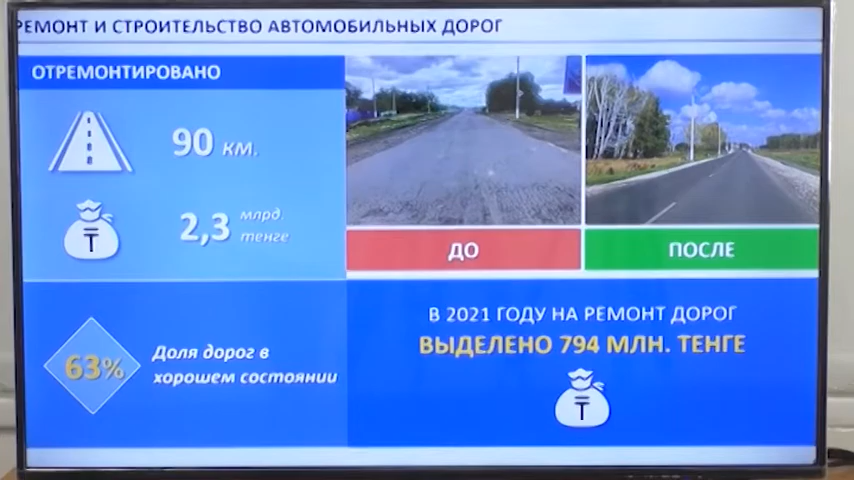 РЕМОНТ И СТРОИТЕЛЬСТВО АВТОМОБИЛЬНЫХ ДОРОГ
ОТРЕМОНТИРОВАНО
90 км.
2,3 млрд.
тенге
ДО
ПОСЛЕ
63%
Доля дорог в
хорошем состоянии
В 2021 ГОДУ НА РЕМОНТ ДОРОГ
ВЫДЕЛЕНО 794 МЛН. ТЕНГЕ